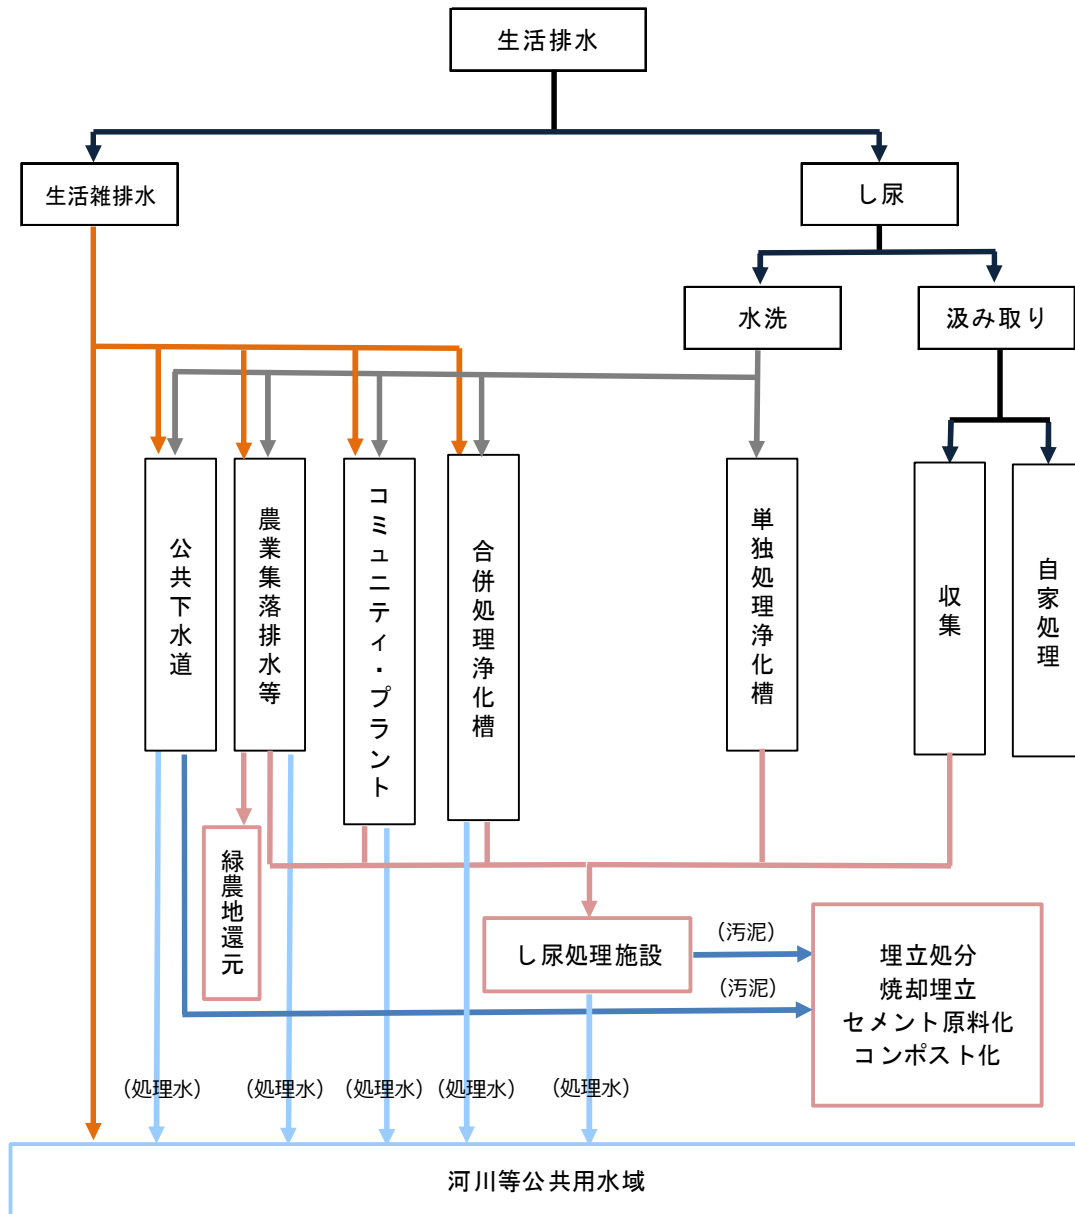 生活排水
生活雑排水
し尿
水洗
汲み取り
公共下水道
農業集落排水等
コミュニティ・プラント
合併処理浄化槽
単独処理浄化槽
収集
自家処理
緑農地還元
し尿処理施設
（汚泥）
（汚泥）
埋立処分
焼却埋立
セメント原料化
コンポスト化
（処理水）
（処理水）
（処理水）
（処理水）
（処理水）
河川等公共用水域